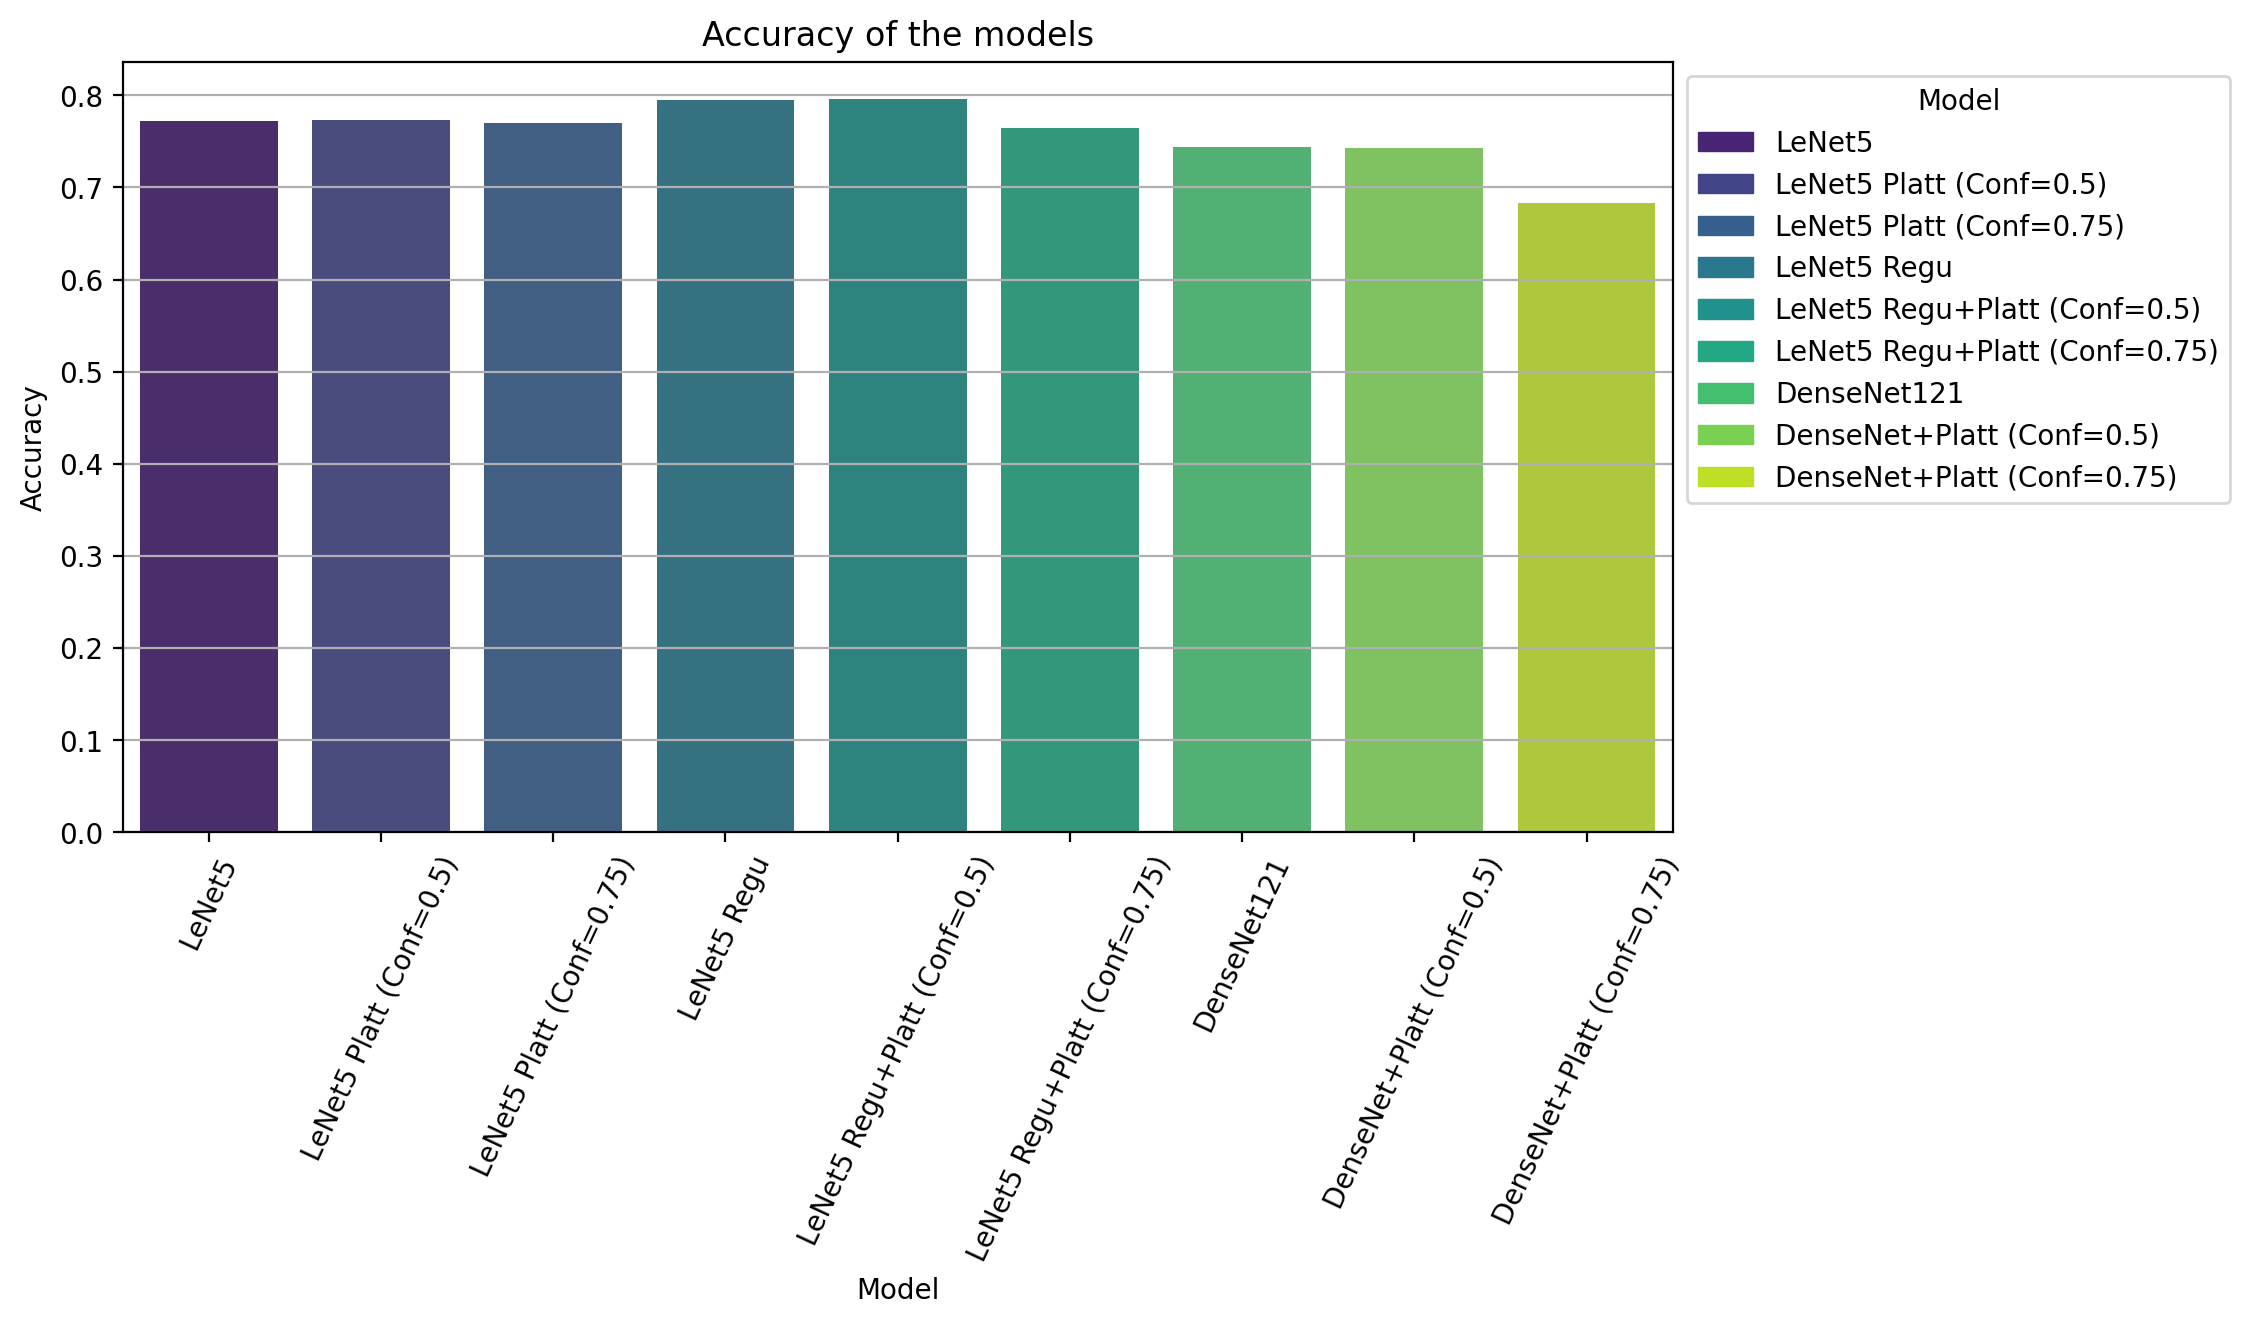 Accuracy of the models
Accuracy
0.8
0.7
0.6
0.5
0.4
0.3
0.2
0.1
0.0
LeNet5
LeNet5 Platt (Conf=0.5)
LeNet5 Platt (Conf=0.75)
LeNet5 Regu
LeNet5 Regu+Platt (Conf=0.5)
LeNet5 Regu+Platt (Conf=0.75)
DenseNet121
DenseNet+Platt (Conf=0.5)
DenseNet+Platt (Conf=0.75)
Model
Model
LeNet5
LeNet5 Platt (Conf=0.5)
LeNet5 Platt (Conf=0.75)
LeNet5 Regu
LeNet5 Regu+Platt (Conf=0.5)
LeNet5 Regu+Platt (Conf=0.75)
DenseNet121
DenseNet+Platt (Conf=0.5)
DenseNet+Platt (Conf=0.75)